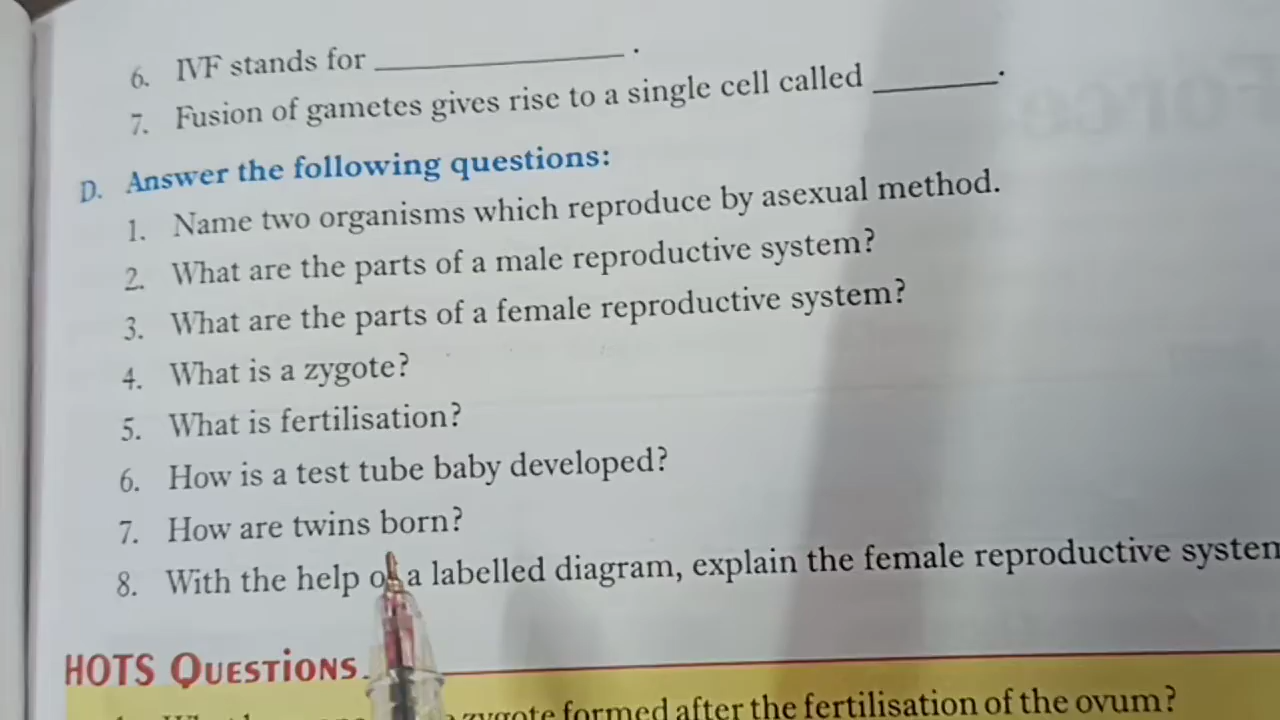 6. IVF stands for ____________.
7. Fusion of gametes gives rise to a single cell called ______.
D. Answer the following questions:
1. Name two organisms which reproduce by asexual method.
2. What are the parts of a male reproductive system?
3. What are the parts of a female reproductive system?
4. What is a zygote?
5. What is fertilisation?
6. How is a test tube baby developed?
7. How are twins born?
8. With the help a labelled diagram, explain the female reproductive
HOTS QUESTIONS
zygote formed after the fertilisation of the ovum?